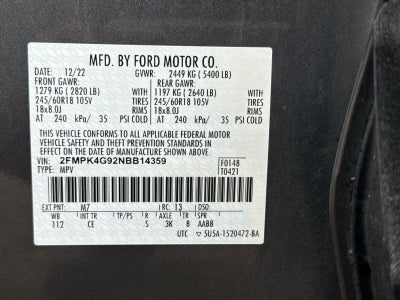 MFD. BY FORD MOTOR CO.
DATE: 12/22 GVWR: 2449 KG ( 5400 LB)
FRONT GAWR: REAR GAWR:
1279 KG ( 2820 LB) WITH 1197 KG ( 2640 LB) WITH
245/60R18 105V TIRES 245/60R18 105V TIRES
18x8.0J RIMS 18x8.0J RIMS
AT 240 kPa / 35 PSI COLD AT 240 kPa / 35 PSI COLD
THIS VEHICLE CONFORMS TO ALL APPLICABLE FEDERAL MOTOR
VEHICLE SAFETY AND THEFT PREVENTION STANDARDS IN
EFFECT ON THE DATE OF MANUFACTURE SHOWN ABOVE.
VIN: 2FMPK4G92NBB14359 F0148
TYPE: MPV T0421
EXT PNT: M7 RC: 13 DSO:
WB INT TR TP/PS R AXLE TR SPR
112 CE 5 3K 8 AABB
UTC ▽ SU5A-1520472-BA